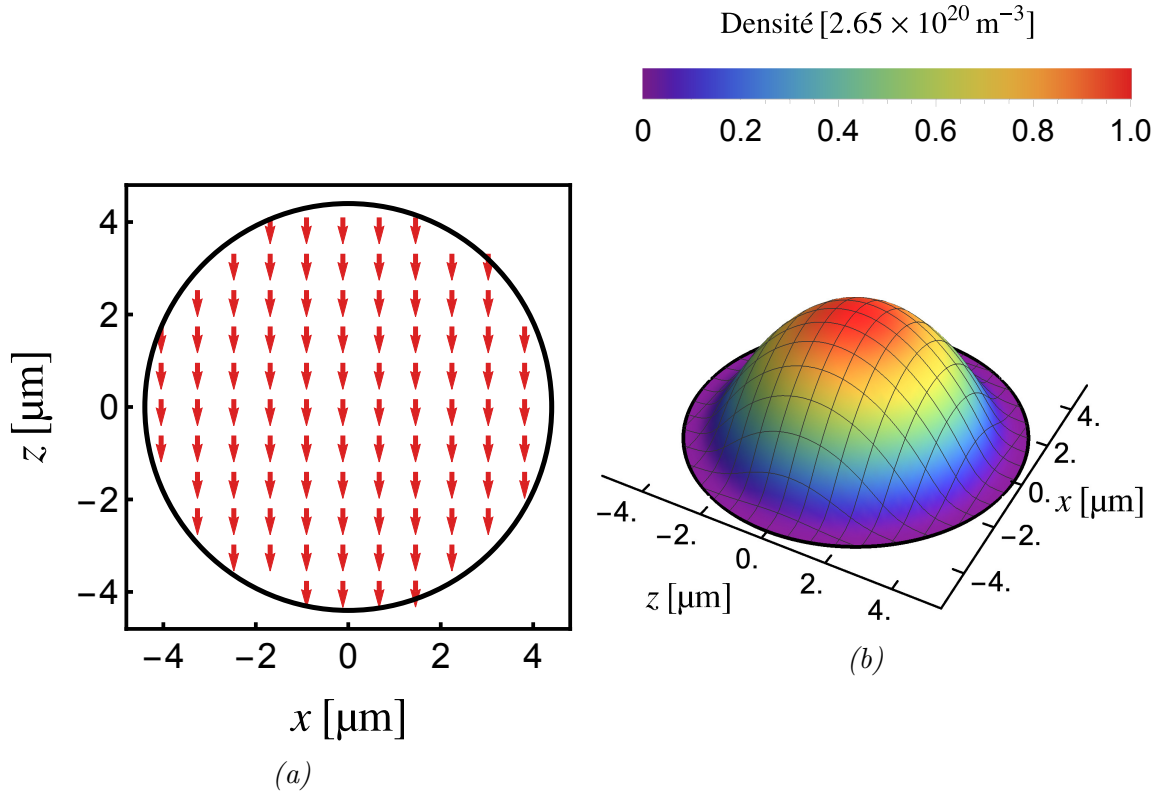 Densité [2.65 × 10²⁰ m⁻³]
0 0.2 0.4 0.6 0.8 1.0
4
2
0
−2
−4
z [μm]
−4 −2 0 2 4
x [μm]
(a)
−4. −2. 0. 2. 4.
z [μm]
4.
2.
0.
−2.
−4.
x [μm]
(b)